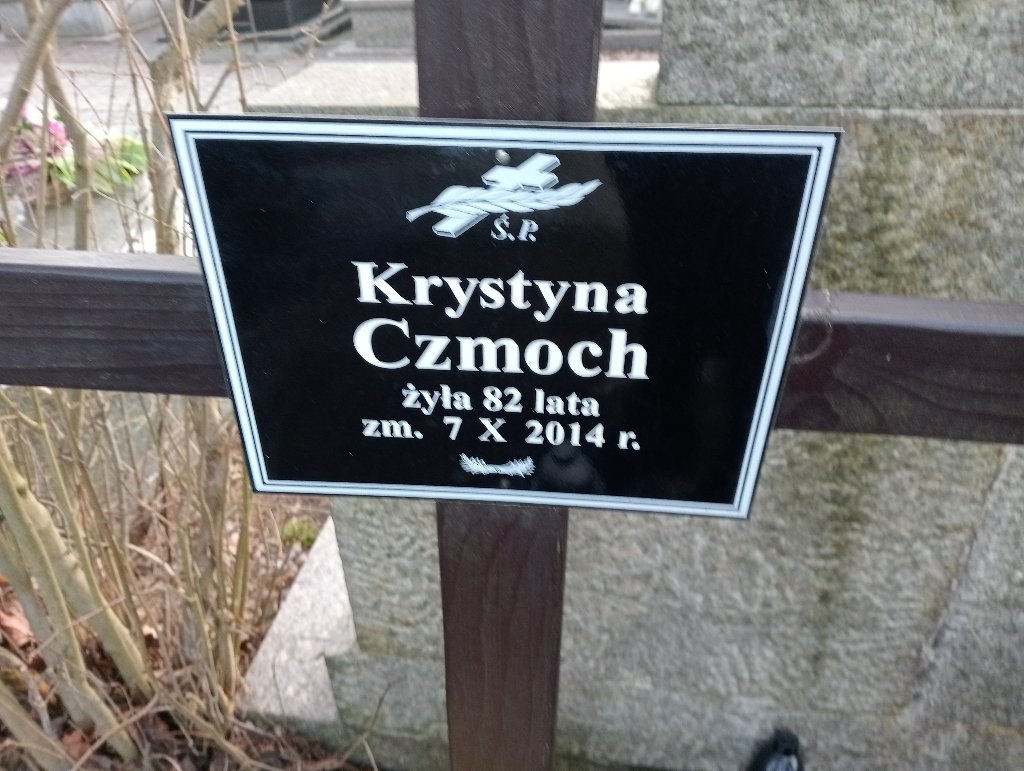 Ś.P.
Krystyna
Czmoch
żyła 82 lata
zm. 7 X 2014 r.